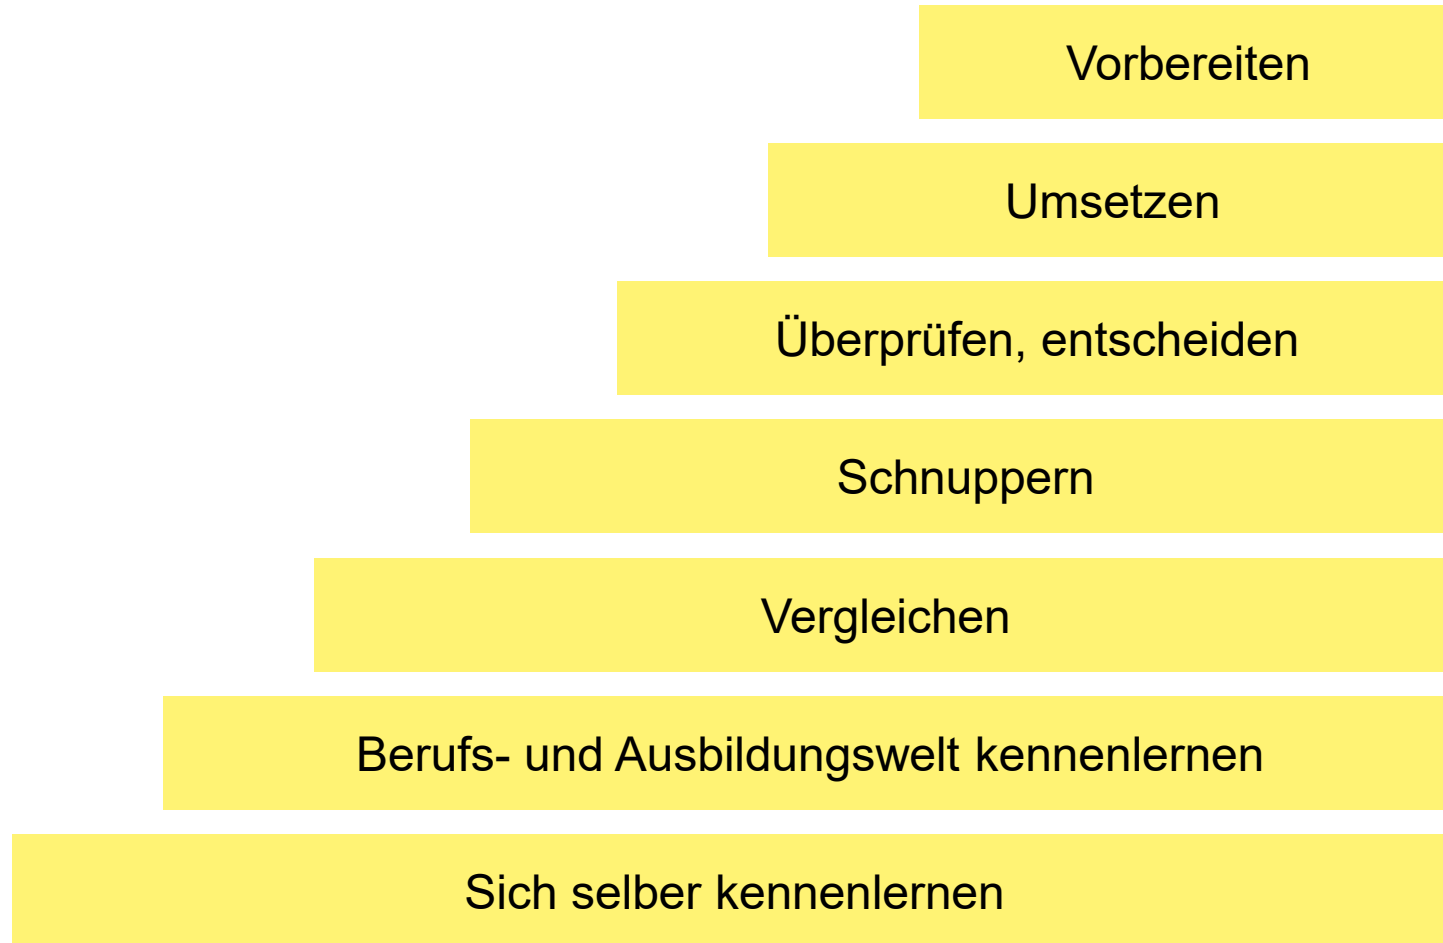 Vorbereiten
Umsetzen
Überprüfen, entscheiden
Schnuppern
Vergleichen
Berufs- und Ausbildungswelt kennenlernen
Sich selber kennenlernen